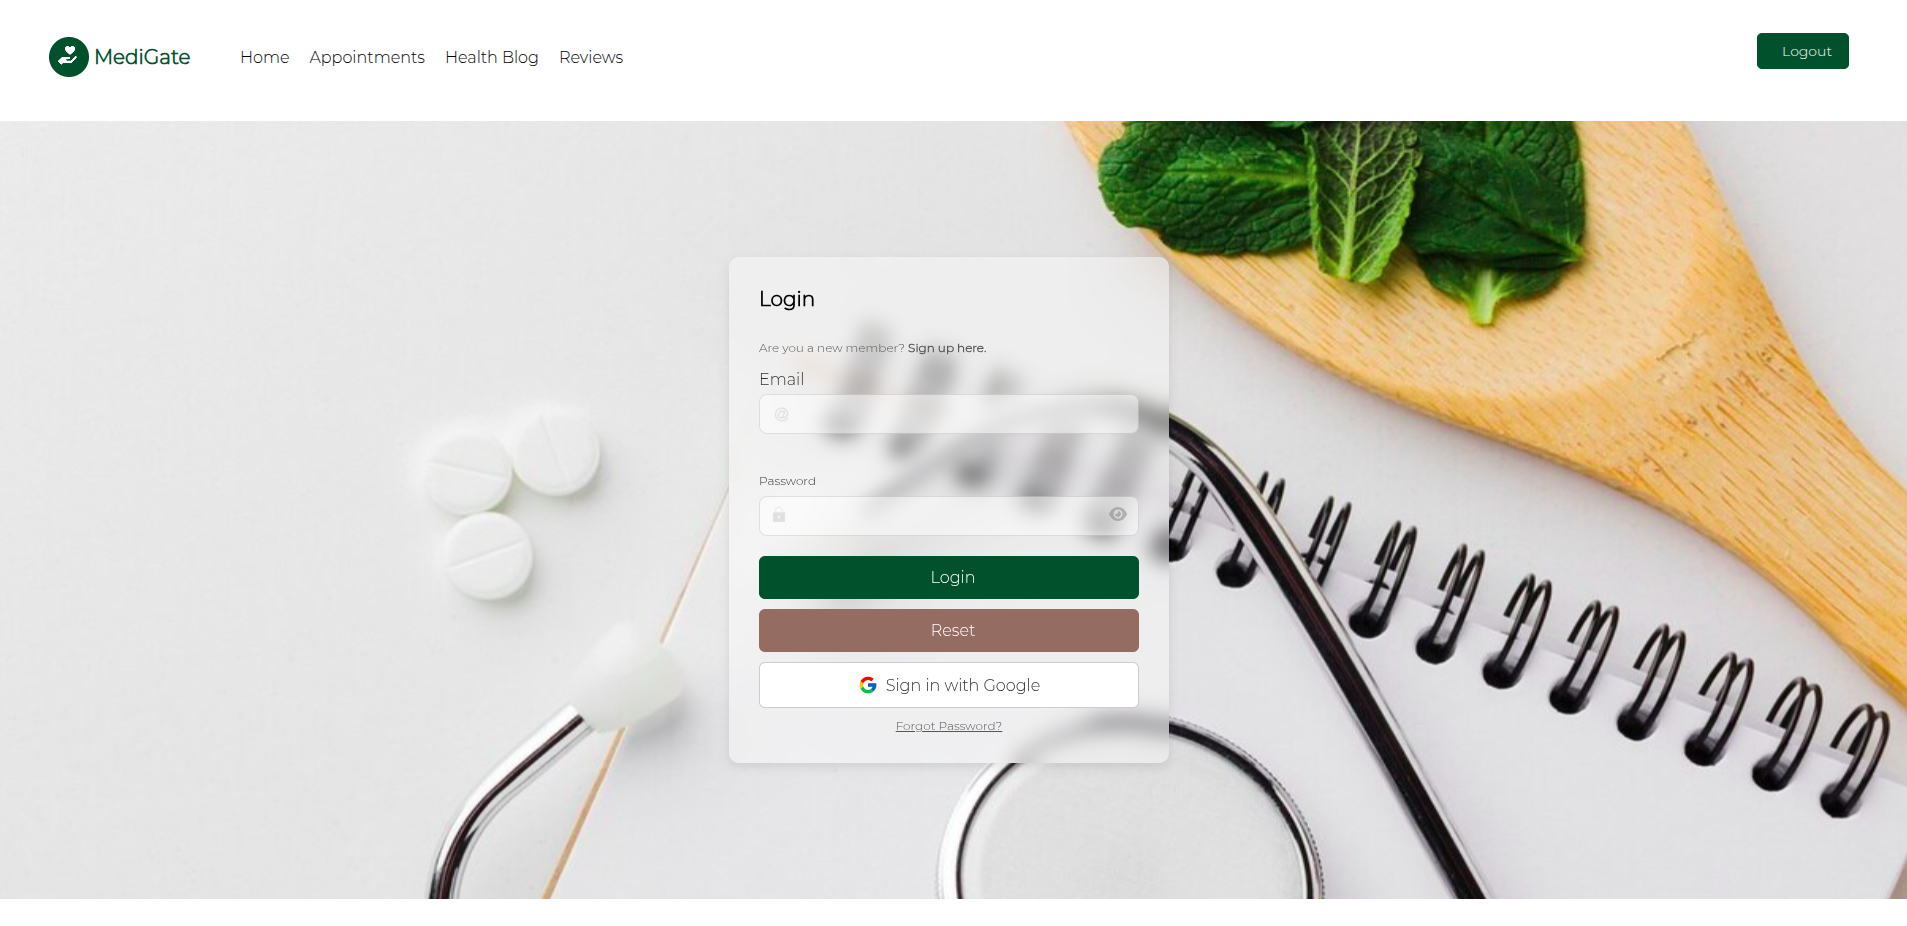 MediGate
Home Appointments Health Blog Reviews
Logout
Login
Are you a new member? Sign up here.
Email
@
Password
Login
Reset
Sign in with Google
Forgot Password?